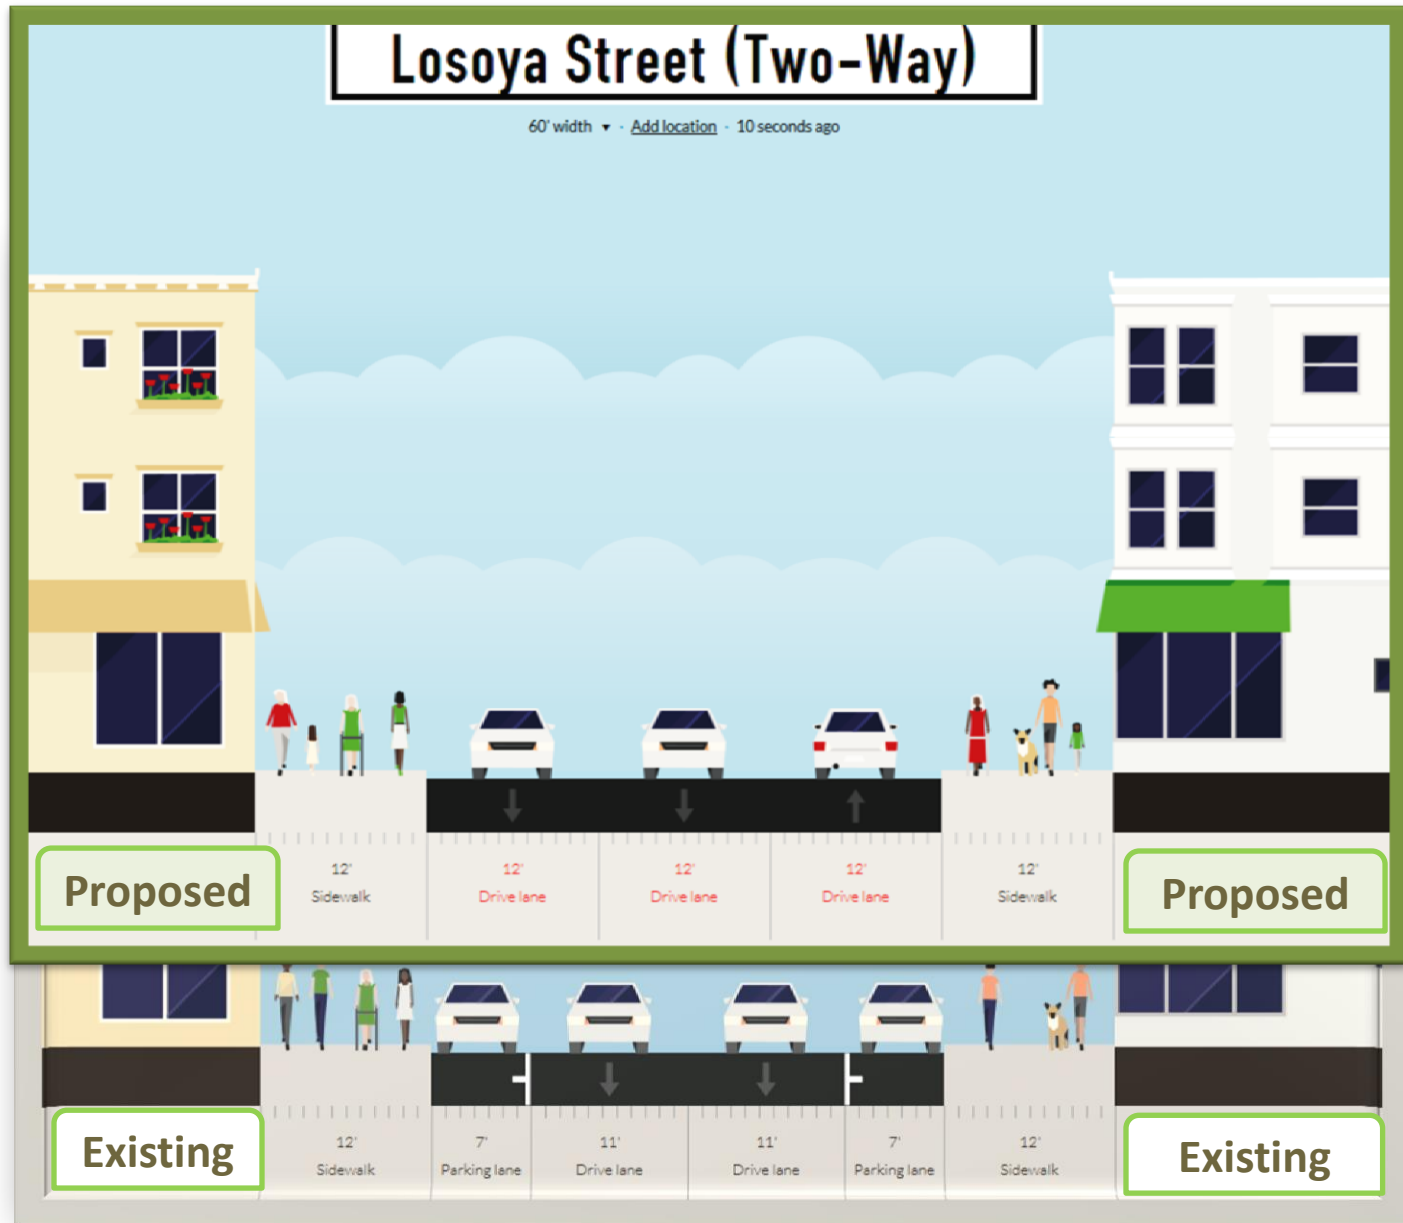 Losoya Street (Two-Way)
60' width ▾ · Add location · 10 seconds ago
Proposed
12'
Sidewalk
12'
Drive lane
12'
Drive lane
12'
Drive lane
12'
Sidewalk
Proposed
Existing
12'
Sidewalk
7'
Parking lane
11'
Drive lane
11'
Drive lane
7'
Parking lane
12'
Sidewalk
Existing